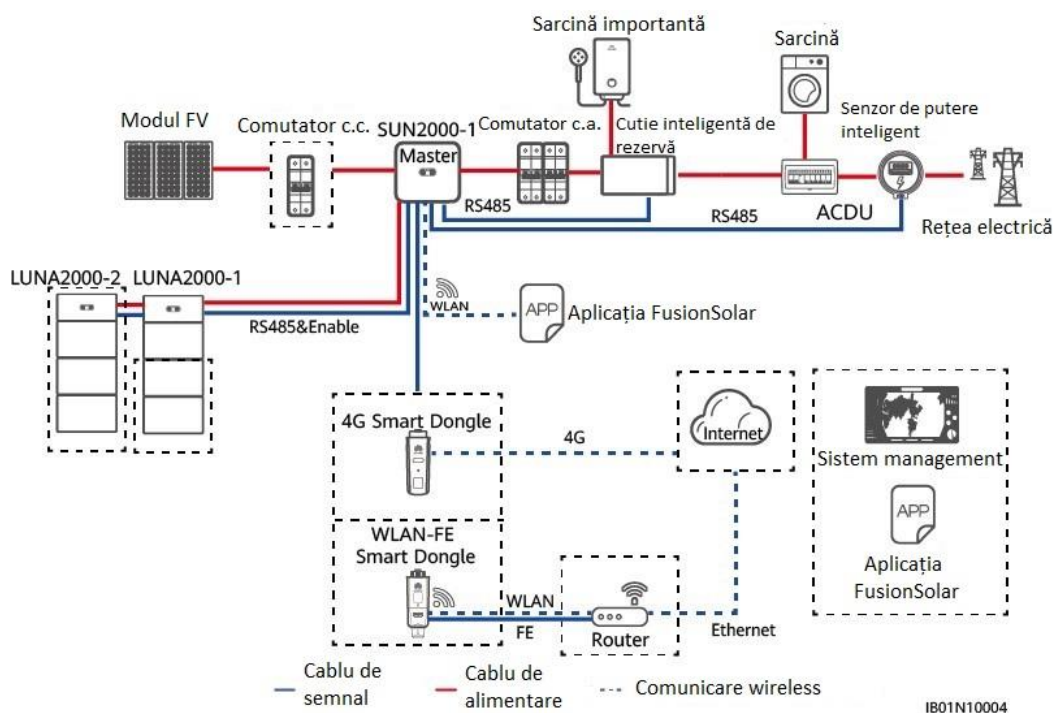 Sarcină importantă
Sarcină
Modul FV
Comutator c.c.
SUN2000-1
Master
Comutator c.a.
Cutie inteligentă de
rezervă
Senzor de putere
inteligent
RS485
RS485
ACDU
Rețea electrică
LUNA2000-2
LUNA2000-1
RS485&Enable
WLAN
APP
Aplicația FusionSolar
4G Smart Dongle
4G
Internet
Sistem management
APP
Aplicația
FusionSolar
WLAN-FE
Smart Dongle
WLAN
FE
Router
Ethernet
Cablu de
semnal
Cablu de
alimentare
Comunicare wireless
IB01N10004